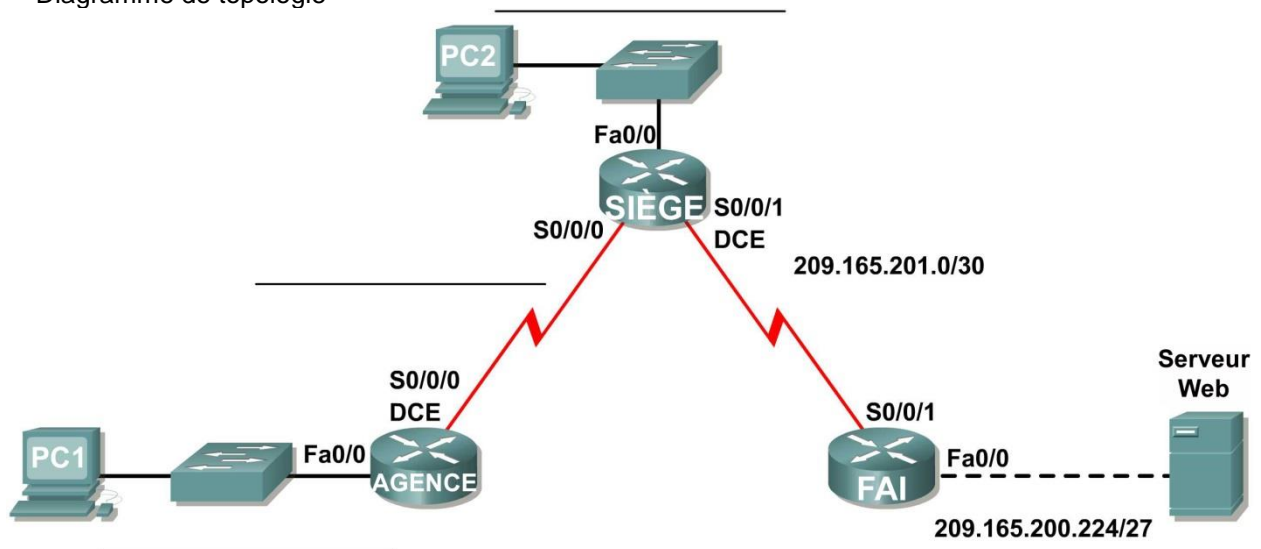 Diagramme de topologie
PC2
Fa0/0
SIÈGE
S0/0/1
DCE
S0/0/0
209.165.201.0/30
S0/0/0
DCE
Serveur
Web
S0/0/1
PC1
Fa0/0
AGENCE
FAI
Fa0/0
209.165.200.224/27